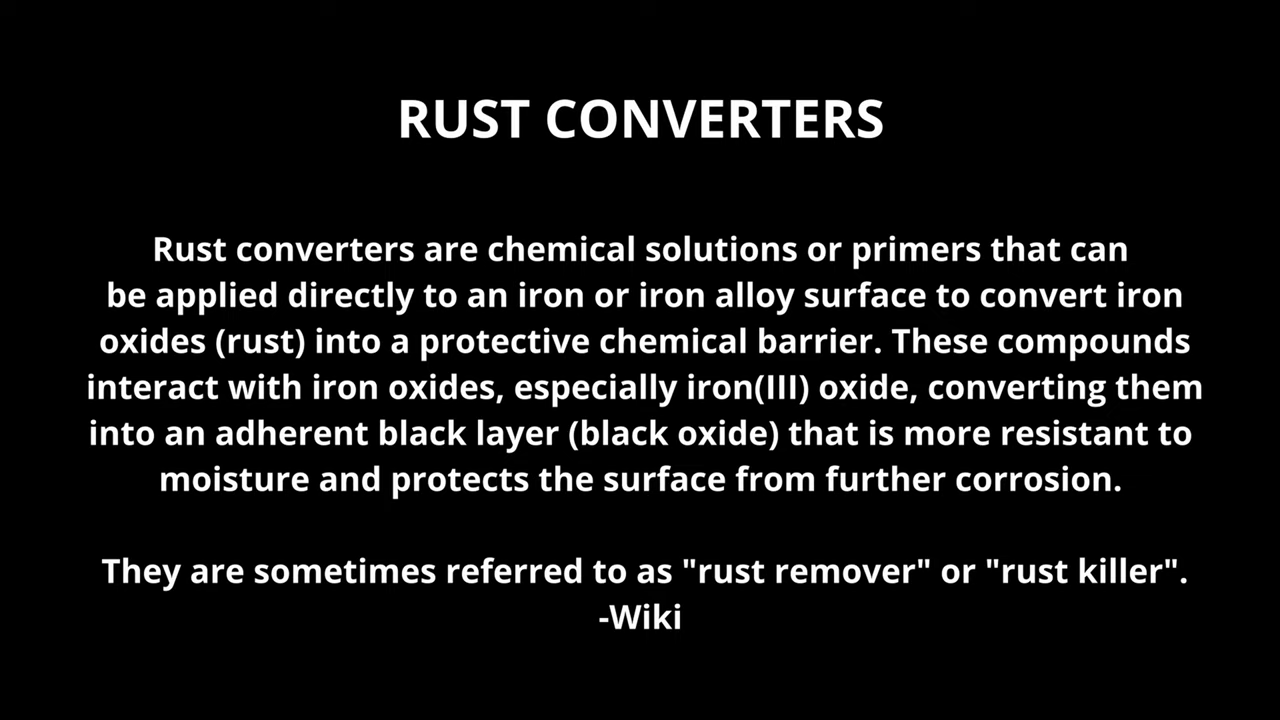 RUST CONVERTERS
Rust converters are chemical solutions or primers that can
be applied directly to an iron or iron alloy surface to convert iron
oxides (rust) into a protective chemical barrier. These compounds
interact with iron oxides, especially iron(III) oxide, converting them
into an adherent black layer (black oxide) that is more resistant to
moisture and protects the surface from further corrosion.
They are sometimes referred to as "rust remover" or "rust killer".
-Wiki